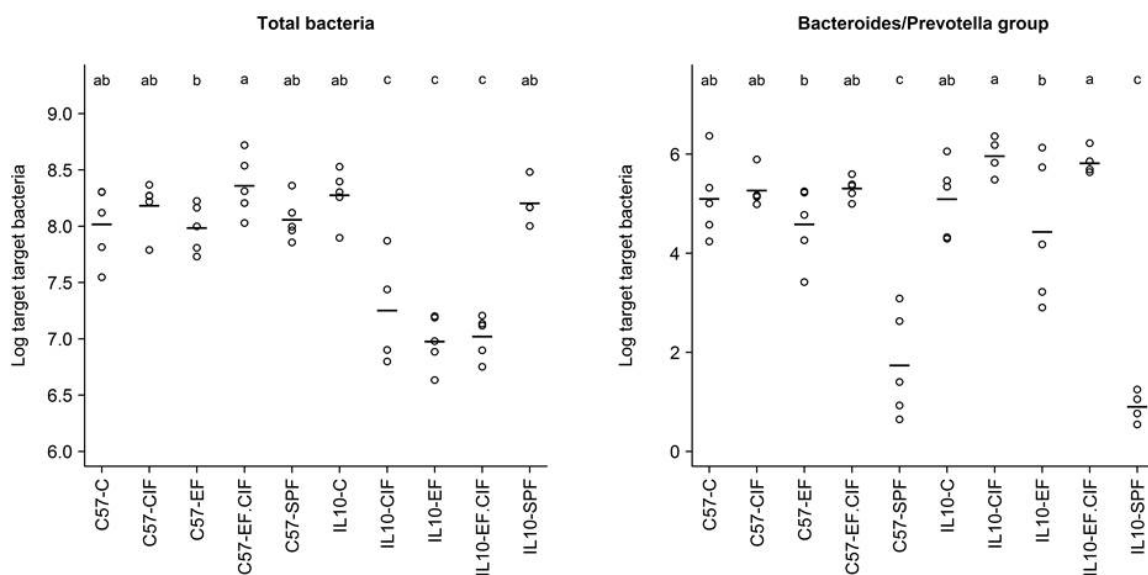 Total bacteria
ab ab b a ab ab c c c ab
Log target target bacteria
9.0
8.5
8.0
7.5
7.0
6.5
6.0
C57-C
C57-CIF
C57-EF
C57-EF.CIF
C57-SPF
IL10-C
IL10-CIF
IL10-EF
IL10-EF.CIF
IL10-SPF
Bacteroides/Prevotella group
ab ab b ab c ab a b a c
Log target target bacteria
6
4
2
0
C57-C
C57-CIF
C57-EF
C57-EF.CIF
C57-SPF
IL10-C
IL10-CIF
IL10-EF
IL10-EF.CIF
IL10-SPF